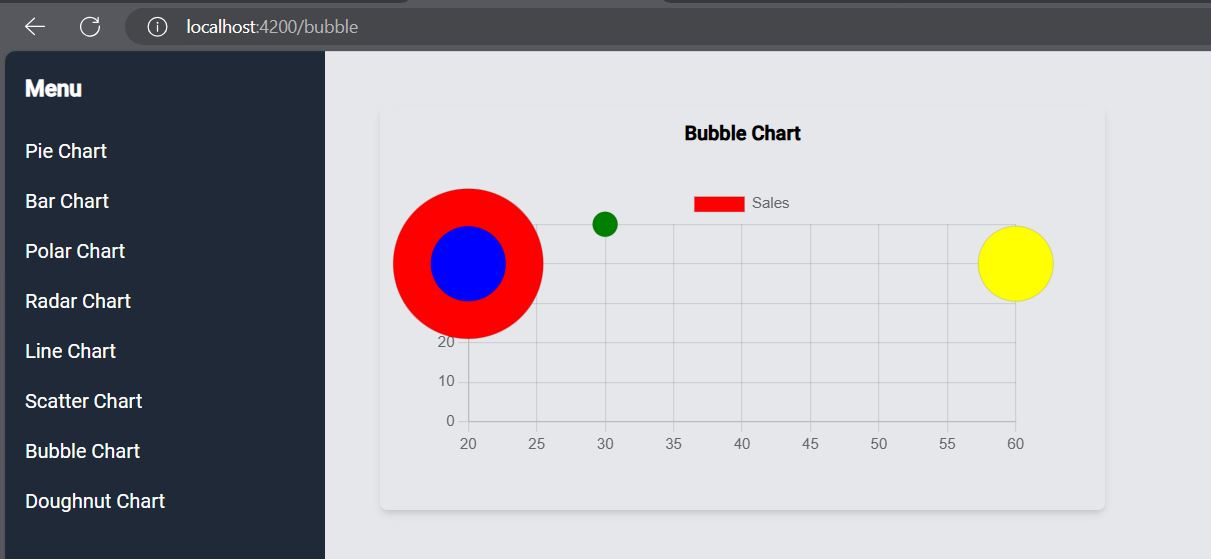 localhost:4200/bubble
Menu
Pie Chart
Bar Chart
Polar Chart
Radar Chart
Line Chart
Scatter Chart
Bubble Chart
Doughnut Chart
Bubble Chart
Sales
20
10
0
20 25 30 35 40 45 50 55 60